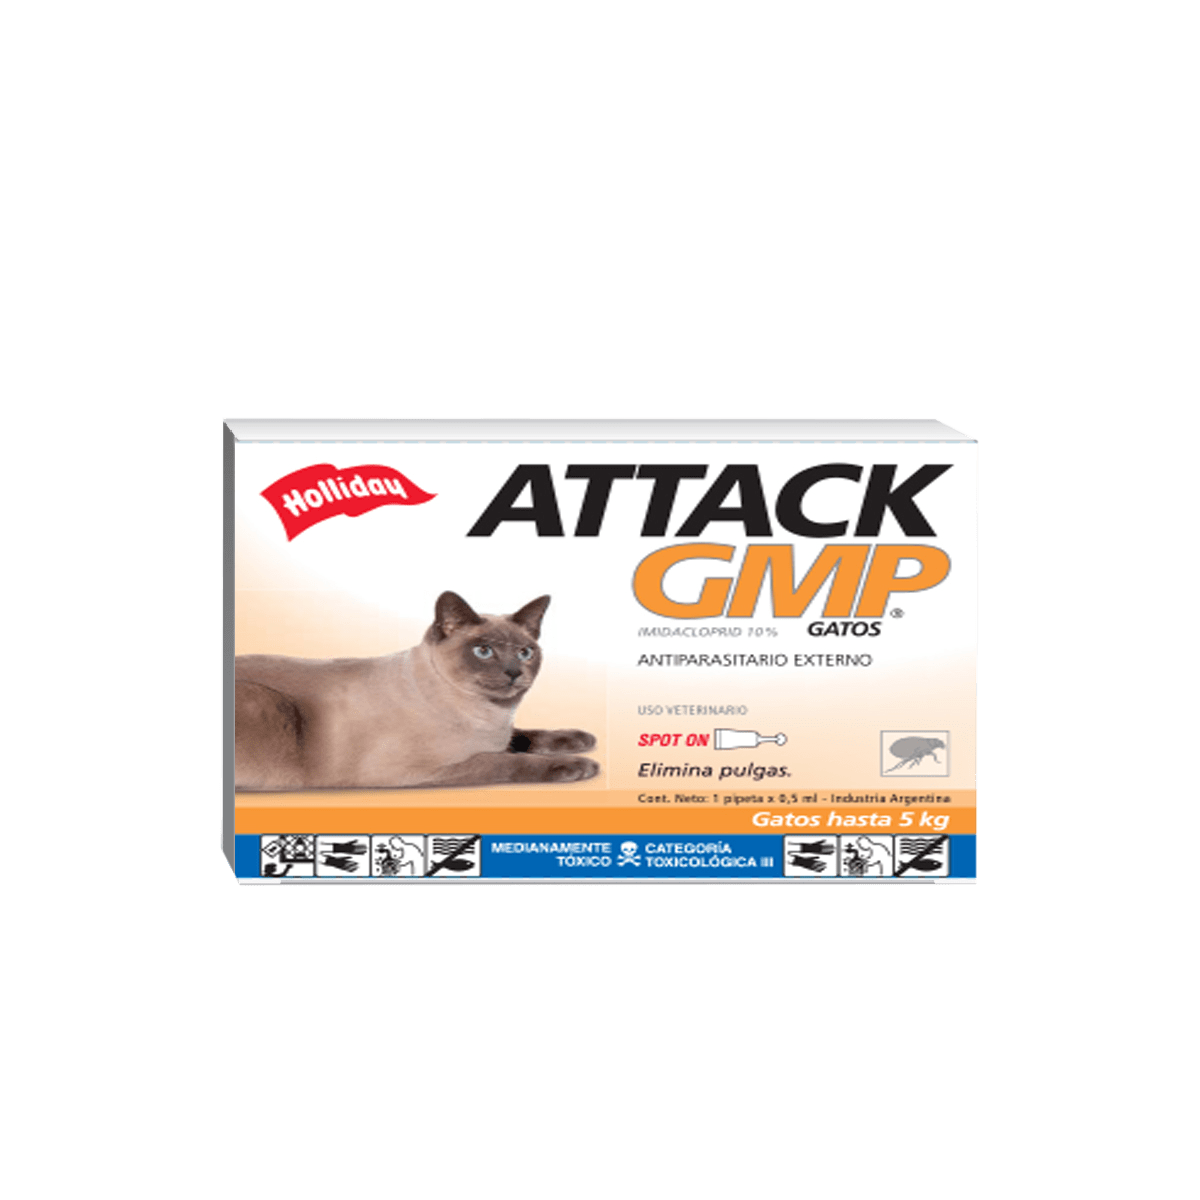 Holliday
ATTACK
GMP®
IMIDACLOPRID 10% GATOS
ANTIPARASITARIO EXTERNO
USO VETERINARIO
SPOT ON
Elimina pulgas.
Cont. Neto: 1 pipeta x 0,5 ml - Industria Argentina
Gatos hasta 5 kg
MEDIANAMENTE TÓXICO
CATEGORÍA TOXICOLÓGICA III